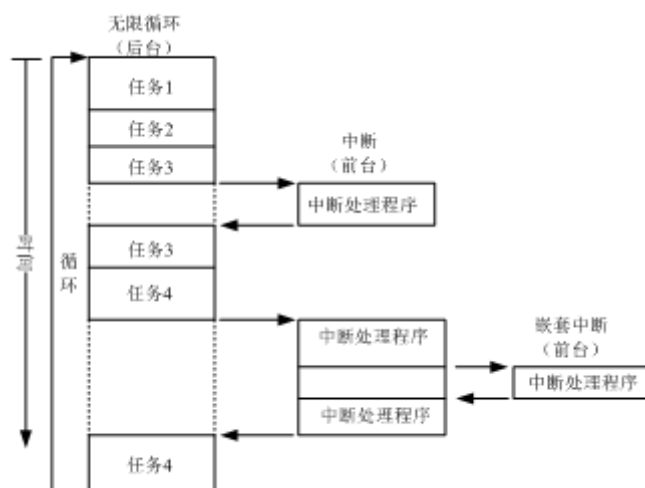 无限循环
（后台）
任务1
任务2
任务3
中断
（前台）
中断处理程序
时间
循环
任务3
任务4
中断处理程序
嵌套中断
（前台）
中断处理程序
中断处理程序
任务4